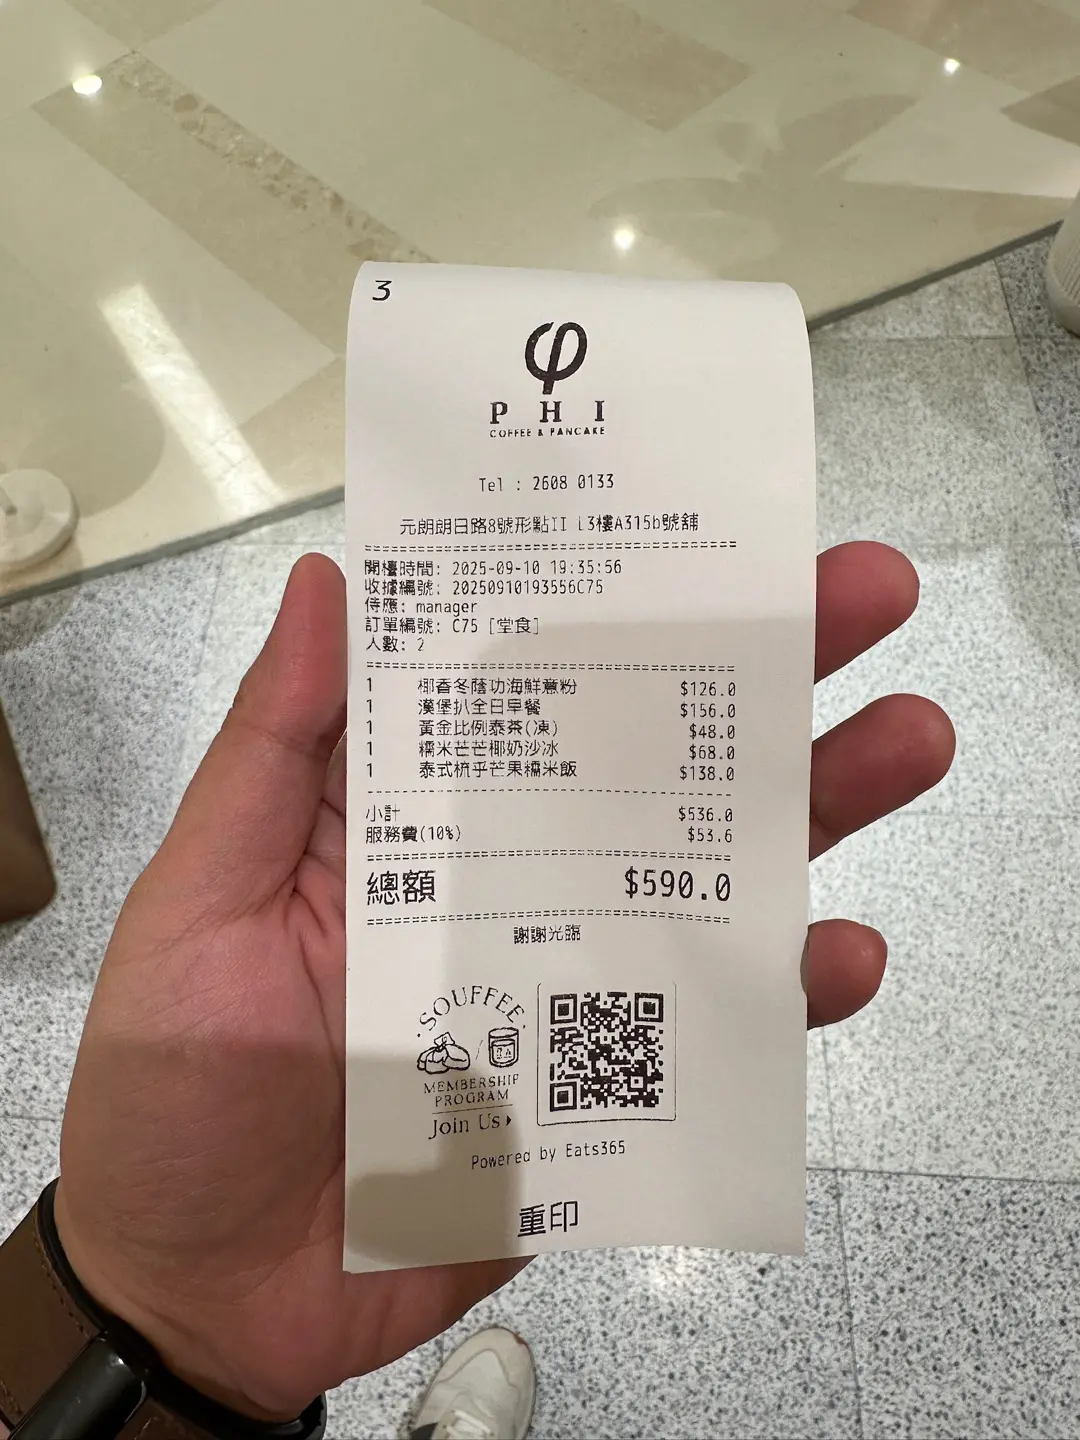 3
φ
PHI
COFFEE & PANCAKE
Tel : 2608 0133
元朗朗日路8號形點II L3樓A315b號舖
開檯時間: 2025-09-10 19:35:56
收據編號: 20250910193556C75
侍應: manager
訂單編號: C75 [堂食]
人數: 2
1 椰香冬蔭功海鮮薏粉 $126.0
1 漢堡扒全日早餐 $156.0
1 黃金比例泰茶(凍) $48.0
1 糯米芒芒椰奶沙冰 $68.0
1 泰式梳乎芒果糯米飯 $138.0
小計 $536.0
服務費(10%) $53.6
總額 $590.0
謝謝光臨
·SOUFFEE·
MEMBERSHIP
PROGRAM
Join Us
Powered by Eats365
重印